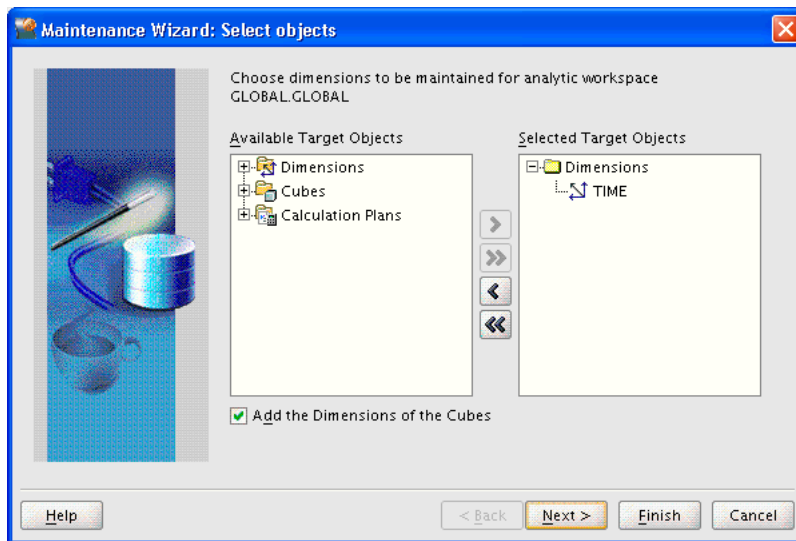 Maintenance Wizard: Select objects
Choose dimensions to be maintained for analytic workspace
GLOBAL.GLOBAL
Available Target Objects
Dimensions
Cubes
Calculation Plans
Selected Target Objects
Dimensions
TIME
Add the Dimensions of the Cubes
Help
< Back
Next >
Finish
Cancel